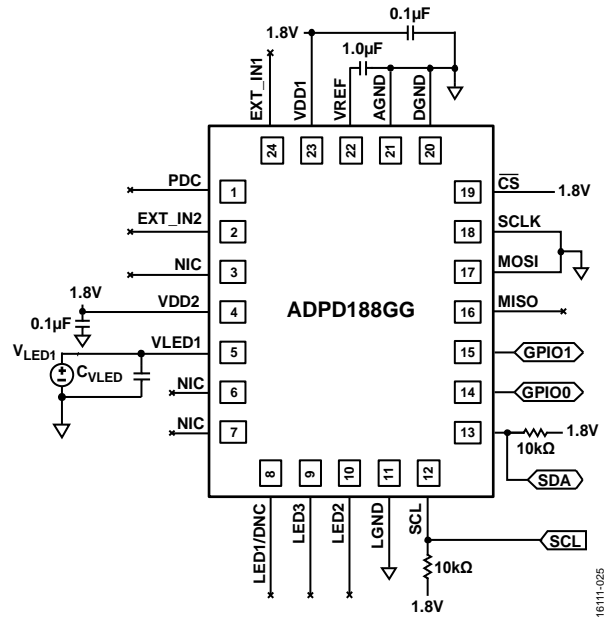 0.1µF
1.8V
1.0µF
EXT_IN1
VDD1
VREF
AGND
DGND
24
23
22
21
20
PDC
1
19
CS
1.8V
EXT_IN2
2
18
SCLK
NIC
3
17
MOSI
1.8V
VDD2
4
ADPD188GG
16
MISO
0.1µF
VLED1
VLED1
5
15
GPIO1
CVLED
NIC
6
14
GPIO0
NIC
7
13
1.8V
10kΩ
SDA
8
9
10
11
12
LED1/DNC
LED3
LED2
LGND
SCL
SCL
10kΩ
1.8V
16111-025